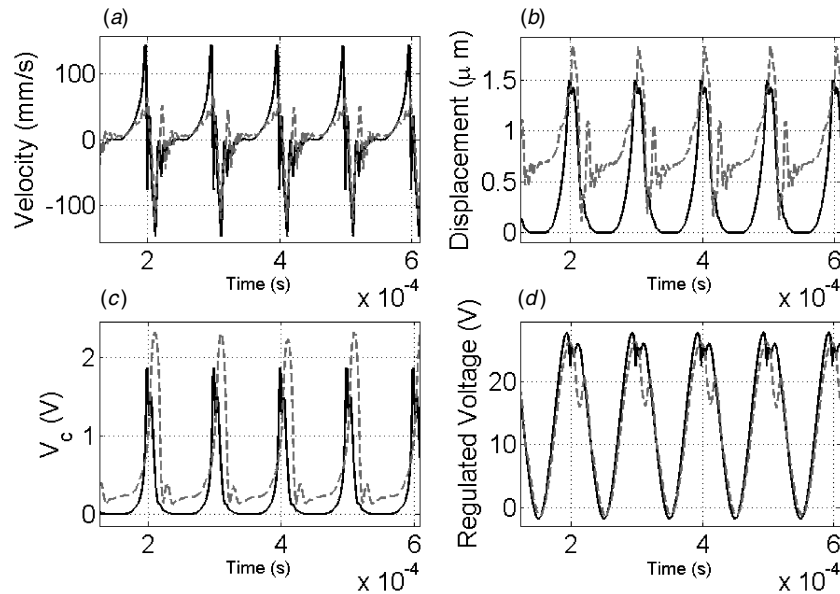 (a)
Velocity (mm/s)
100
0
-100
2
4
6
Time (s)
x 10^-4
(b)
Displacement (μ m)
1.5
1
0.5
0
2
4
6
Time (s)
x 10^-4
(c)
V_c (V)
2
1
0
2
4
6
Time (s)
x 10^-4
(d)
Regulated Voltage (V)
20
0
2
4
6
Time (s)
x 10^-4